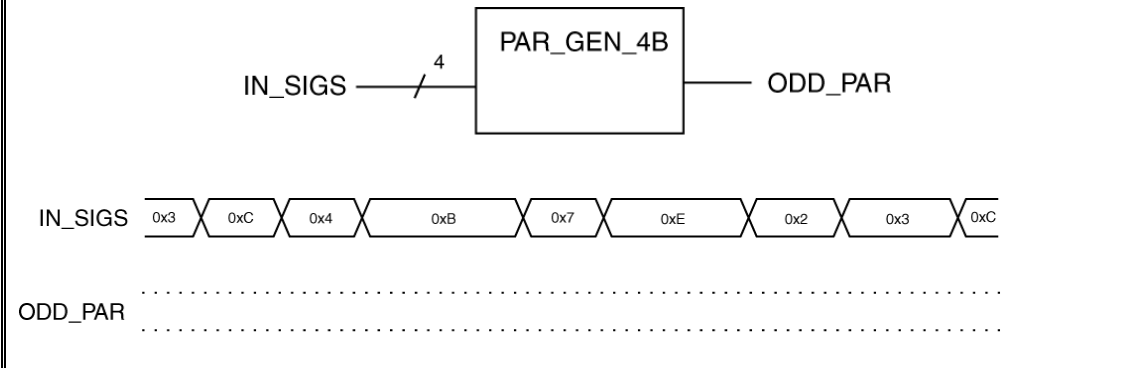 PAR_GEN_4B
4
IN_SIGS
ODD_PAR
IN_SIGS 0x3 0xC 0x4 0xB 0x7 0xE 0x2 0x3 0xC
ODD_PAR